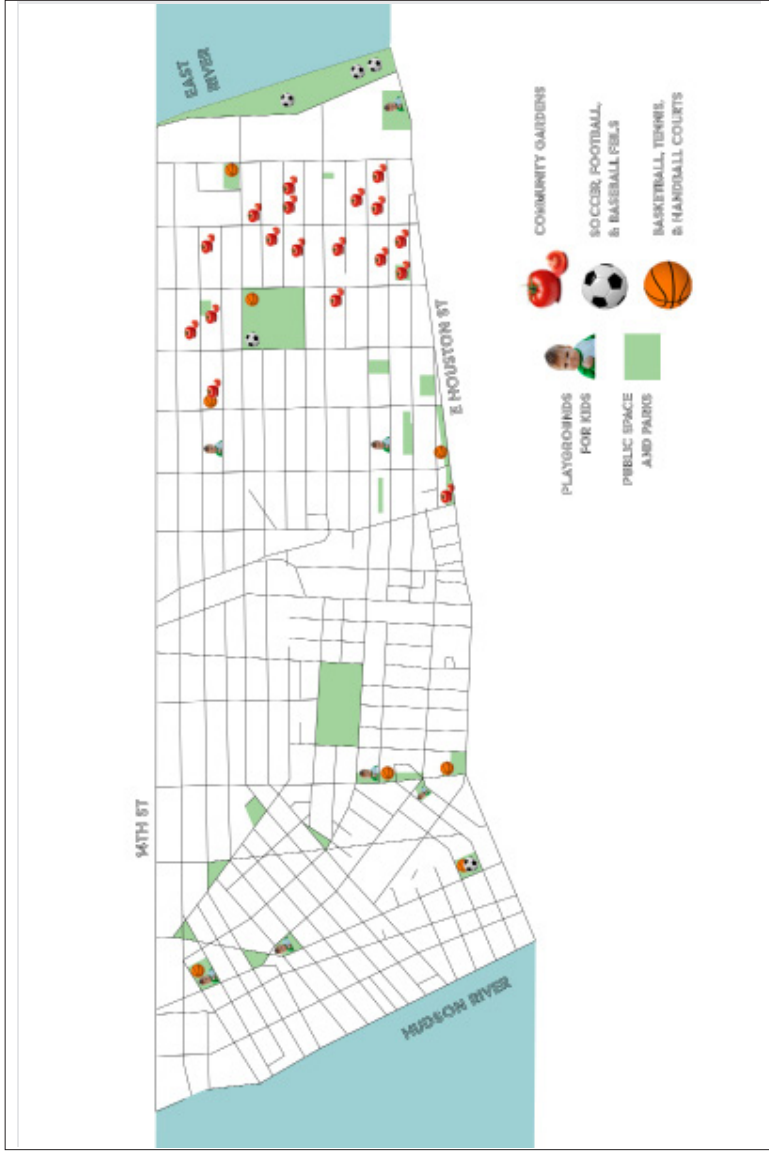 EAST
RIVER
14TH ST
E HOUSTON ST
HUDSON RIVER
PLAYGROUNDS
FOR KIDS
PUBLIC SPACE
AND PARKS
COMMUNITY GARDENS
SOCCER, FOOTBALL,
& BASEBALL FEILS
BASKETBALL, TENNIS,
& HANDBALL COURTS